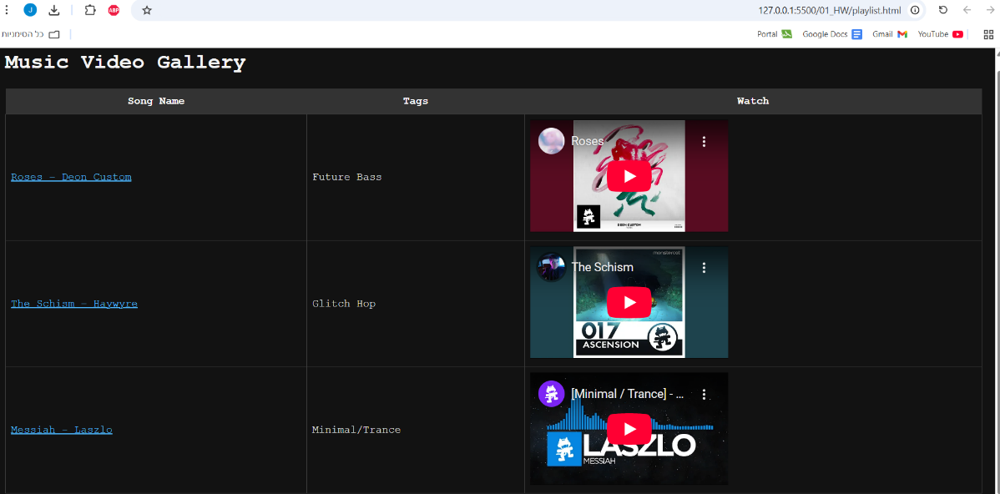 J
ABP
127.0.0.1:5500/01_HW/playlist.html
כל הסימניות
Portal
Google Docs
Gmail
YouTube
Music Video Gallery
Song Name
Tags
Watch
Roses - Deon Custom
Future Bass
Roses
DEON CUSTOM
The Schism - Haywyre
Glitch Hop
The Schism
monstercat
017
ASCENSION
Messiah - Laszlo
Minimal/Trance
[Minimal / Trance] - ...
LASZLO
MESSIAH